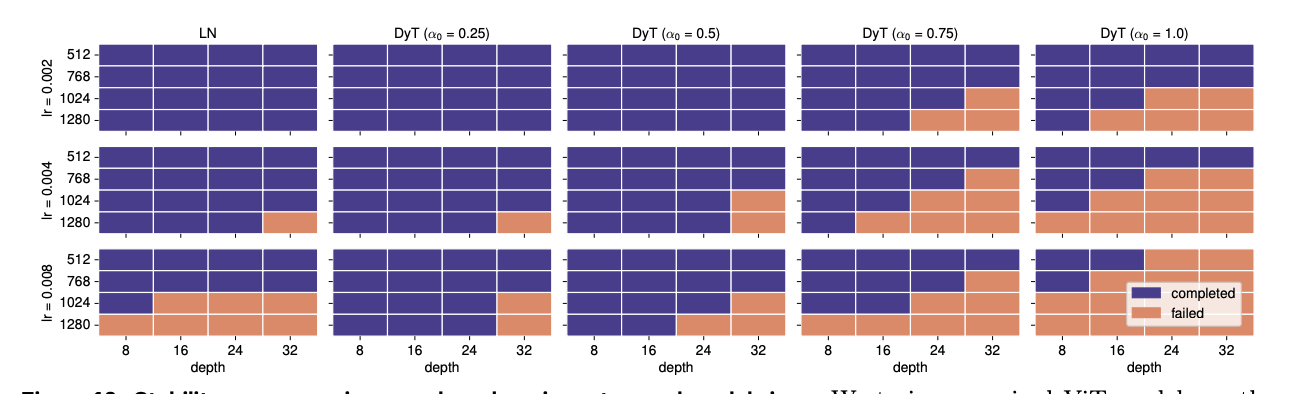 LN DyT (α₀ = 0.25) DyT (α₀ = 0.5) DyT (α₀ = 0.75) DyT (α₀ = 1.0)
lr = 0.002
512
768
1024
1280
lr = 0.004
512
768
1024
1280
lr = 0.008
512
768
1024
1280
completed
failed
8 16 24 32 8 16 24 32 8 16 24 32 8 16 24 32 8 16 24 32
depth depth depth depth depth